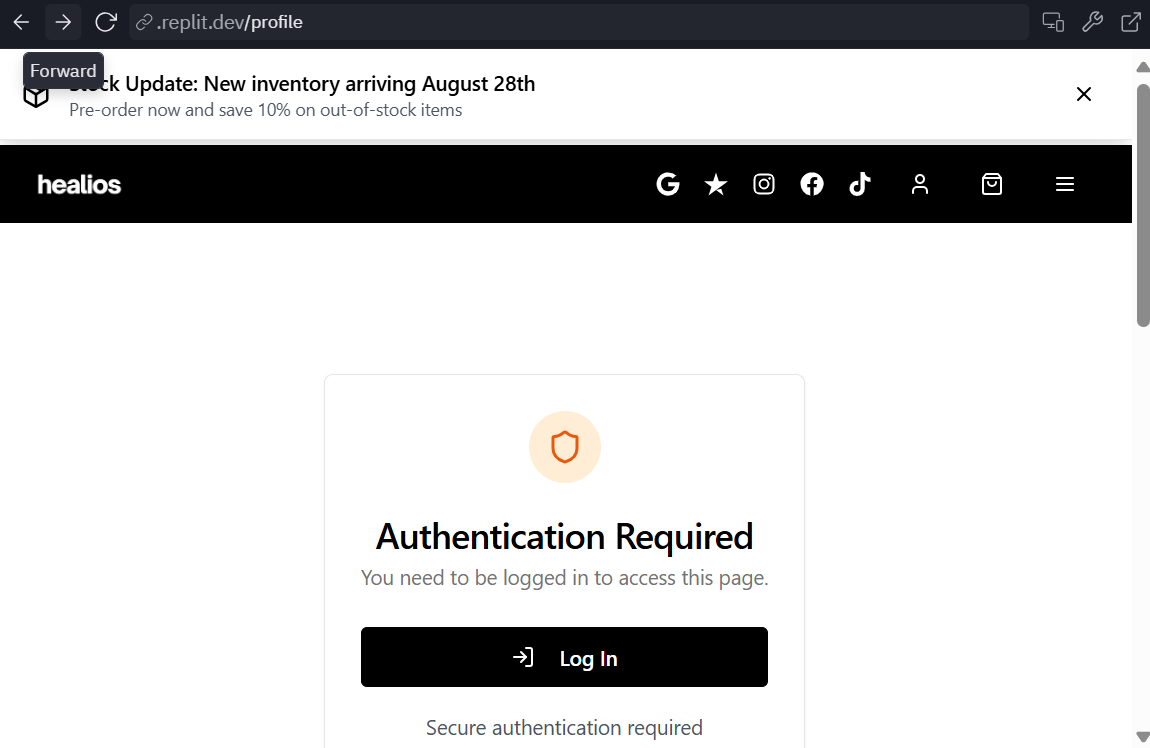 .replit.dev/profile
Forward
Stock Update: New inventory arriving August 28th
Pre-order now and save 10% on out-of-stock items
healios
Authentication Required
You need to be logged in to access this page.
Log In
Secure authentication required